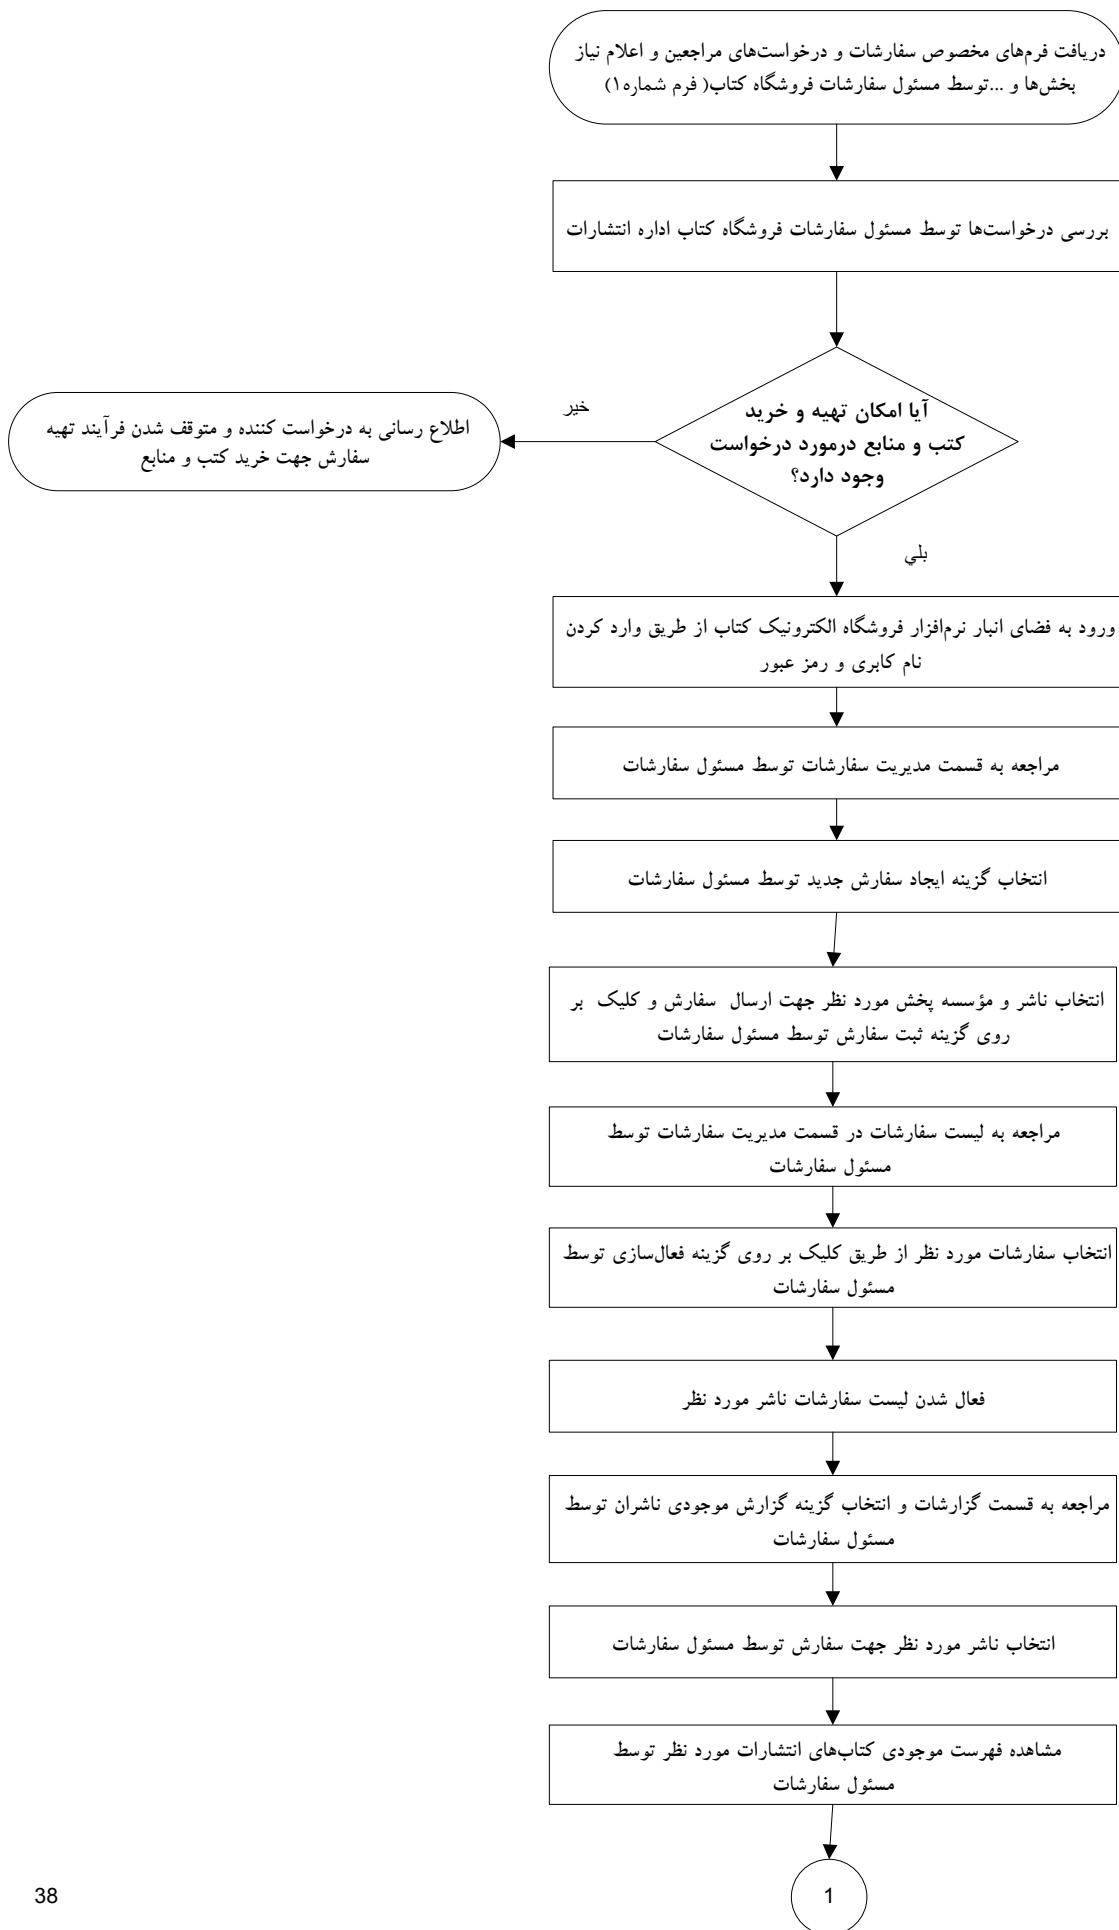 دریافت فرم‌های مخصوص سفارشات و درخواست‌های مراجعین و اعلام نیاز
بخش‌ها و ...توسط مسئول سفارشات فروشگاه کتاب( فرم شماره۱)
بررسی درخواست‌ها توسط مسئول سفارشات فروشگاه کتاب اداره انتشارات
آیا امکان تهیه و خرید
کتب و منابع درمورد درخواست
وجود دارد؟
خیر
اطلاع رسانی به درخواست کننده و متوقف شدن فرآیند تهیه
سفارش جهت خرید کتب و منابع
بلي
ورود به فضای انبار نرم‌افزار فروشگاه الکترونیک کتاب از طریق وارد کردن
نام کابری و رمز عبور
مراجعه به قسمت مدیریت سفارشات توسط مسئول سفارشات
انتخاب گزینه ایجاد سفارش جدید توسط مسئول سفارشات
انتخاب ناشر و مؤسسه پخش مورد نظر جهت ارسال سفارش و کلیک بر
روی گزینه ثبت سفارش توسط مسئول سفارشات
مراجعه به لیست سفارشات در قسمت مدیریت سفارشات توسط
مسئول سفارشات
انتخاب سفارشات مورد نظر از طریق کلیک بر روی گزینه فعال‌سازی توسط
مسئول سفارشات
فعال شدن لیست سفارشات ناشر مورد نظر
مراجعه به قسمت گزارشات و انتخاب گزینه گزارش موجودی ناشران توسط
مسئول سفارشات
انتخاب ناشر مورد نظر جهت سفارش توسط مسئول سفارشات
مشاهده فهرست موجودی کتاب‌های انتشارات مورد نظر توسط
مسئول سفارشات
1
38